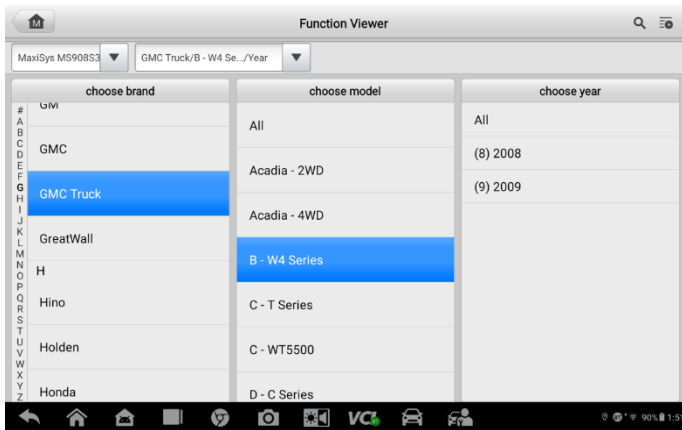 M
Function Viewer
MaxiSys MS908S3
GMC Truck/B - W4 Se.../Year
choose brand
choose model
choose year
#
A
B
C
D
E
F
G
H
I
J
K
L
M
N
O
P
Q
R
S
T
U
V
W
X
Y
Z
GM
GMC
GMC Truck
GreatWall
H
Hino
Holden
Honda
All
Acadia - 2WD
Acadia - 4WD
B - W4 Series
C - T Series
C - WT5500
D - C Series
All
(8) 2008
(9) 2009
M
VCI
90%
1:51